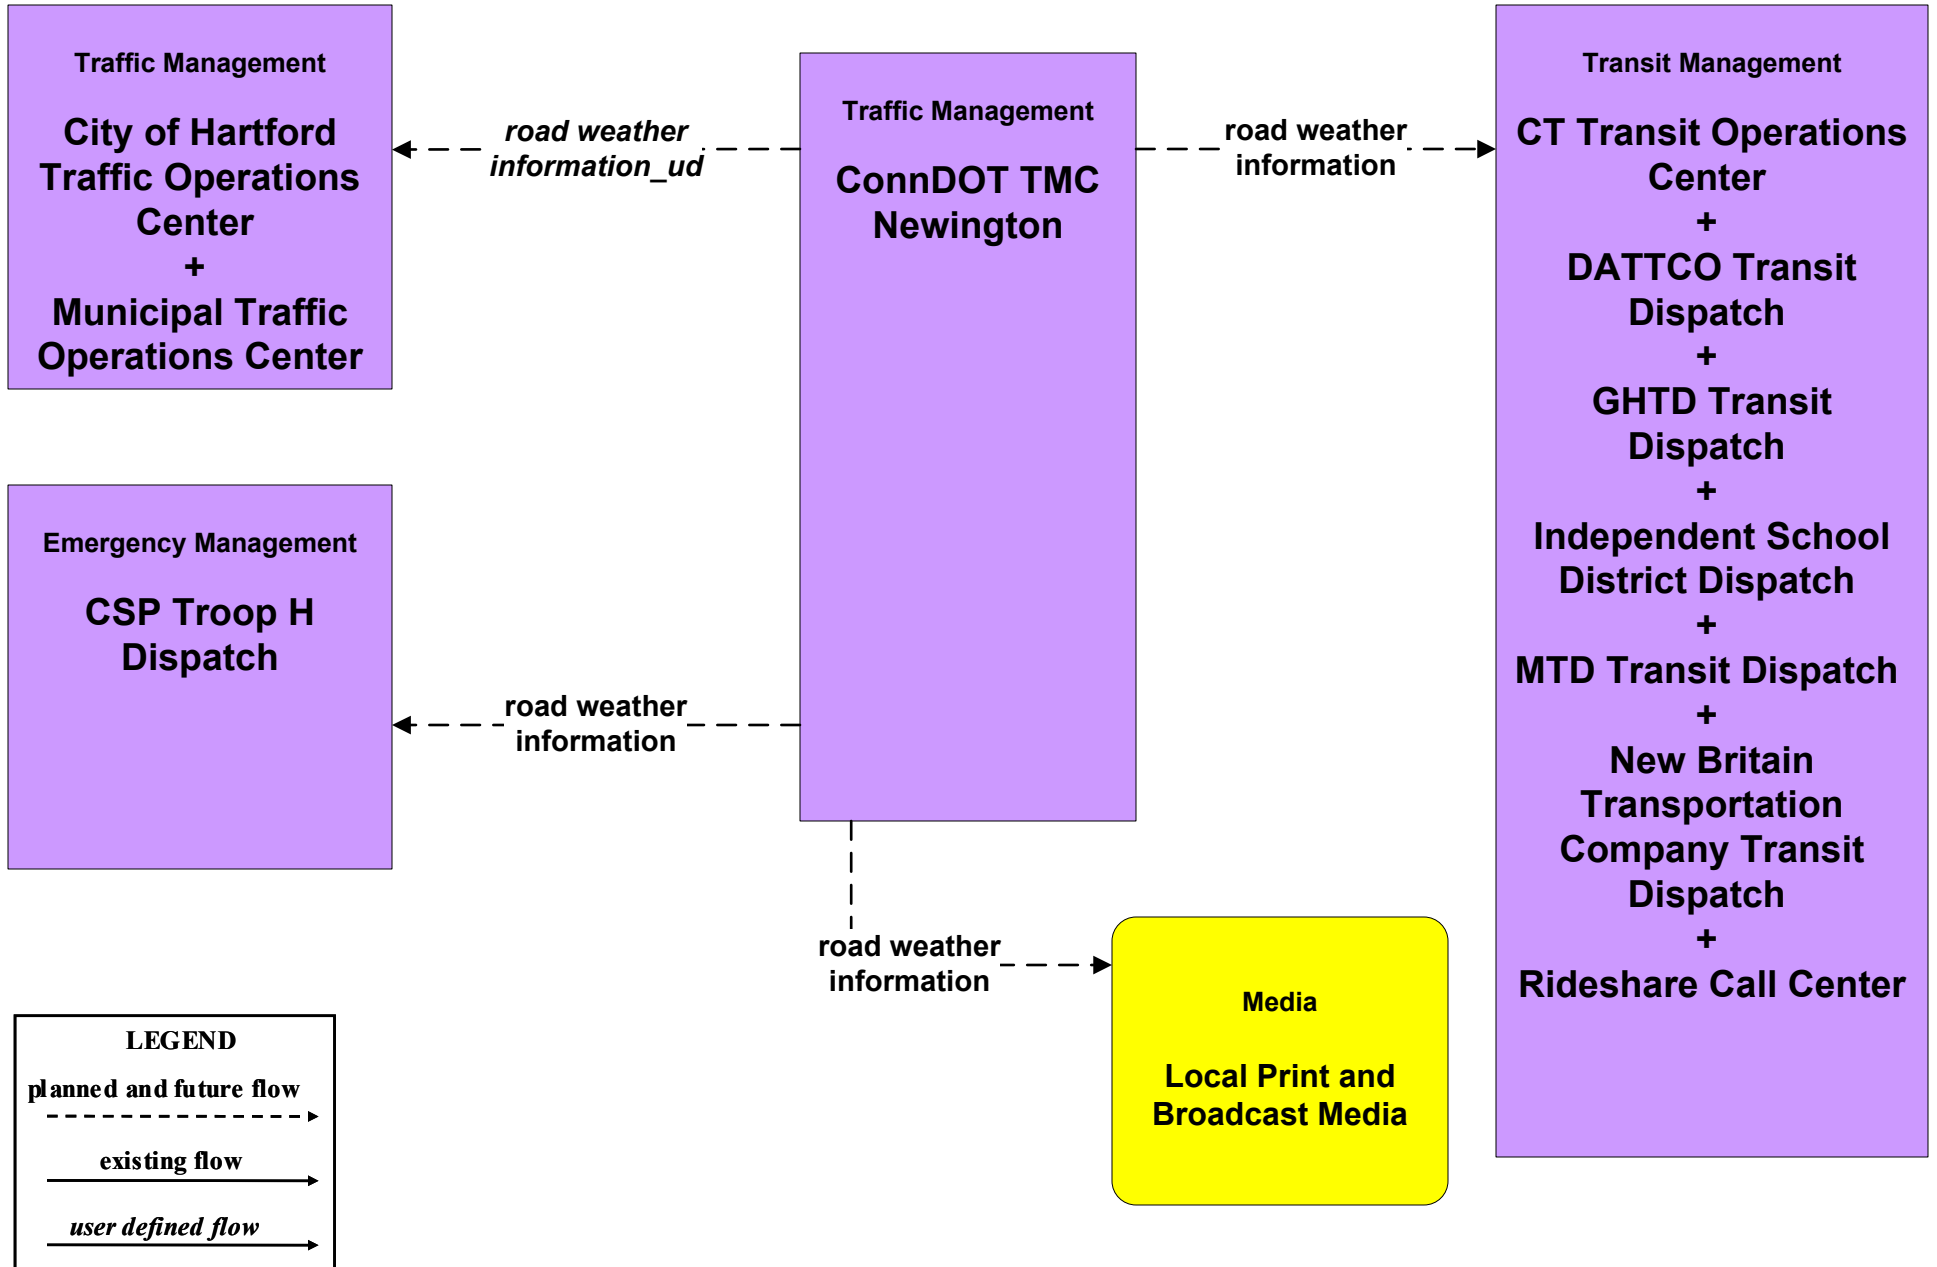 Traffic Management
City of Hartford
Traffic Operations
Center
+
Municipal Traffic
Operations Center
road weather
information_ud
Traffic Management
ConnDOT TMC
Newington
road weather
information
Transit Management
CT Transit Operations
Center
+
DATTCO Transit
Dispatch
+
GHTD Transit
Dispatch
+
Independent School
District Dispatch
+
MTD Transit Dispatch
+
New Britain
Transportation
Company Transit
Dispatch
+
Rideshare Call Center
Emergency Management
CSP Troop H
Dispatch
road weather
information
road weather
information
Media
Local Print and
Broadcast Media
LEGEND
planned and future flow
existing flow
user defined flow